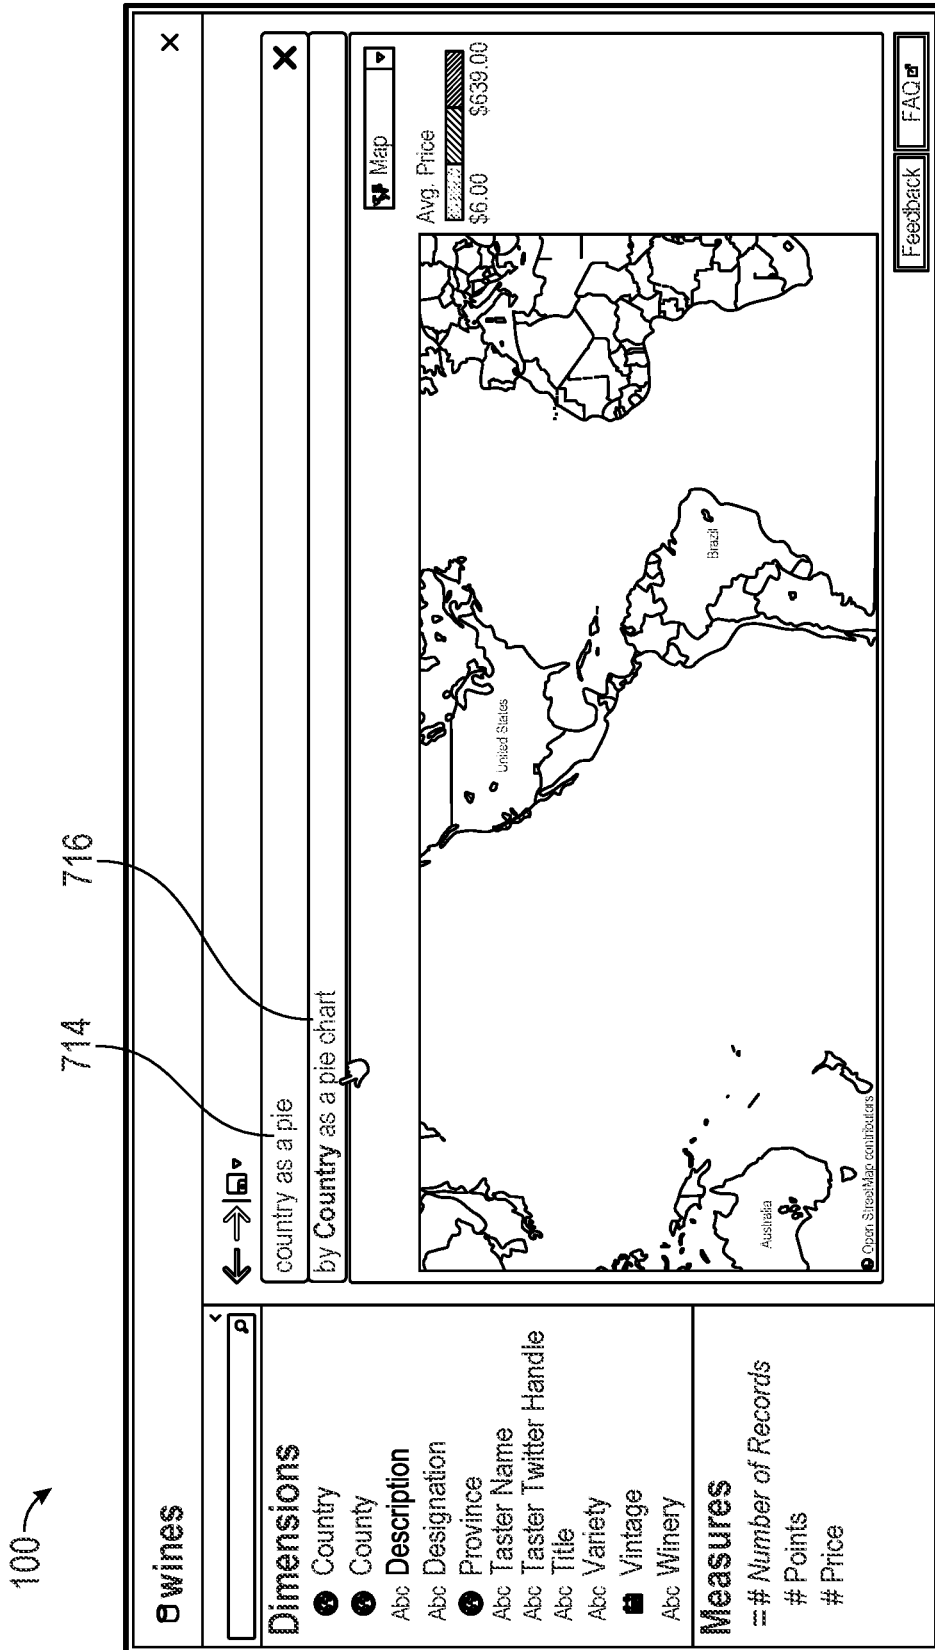 100
714
716
wines
×
country as a pie
X
by Country as a pie chart
Dimensions
Country
County
Abc Description
Abc Designation
Province
Abc Taster Name
Abc Taster Twitter Handle
Abc Title
Abc Variety
Vintage
Abc Winery
Measures
=# Number of Records
# Points
# Price
Map
Avg. Price
$6.00 $639.00
United States
Brazil
Australia
Open StreetMap contributors
Feedback
FAQ